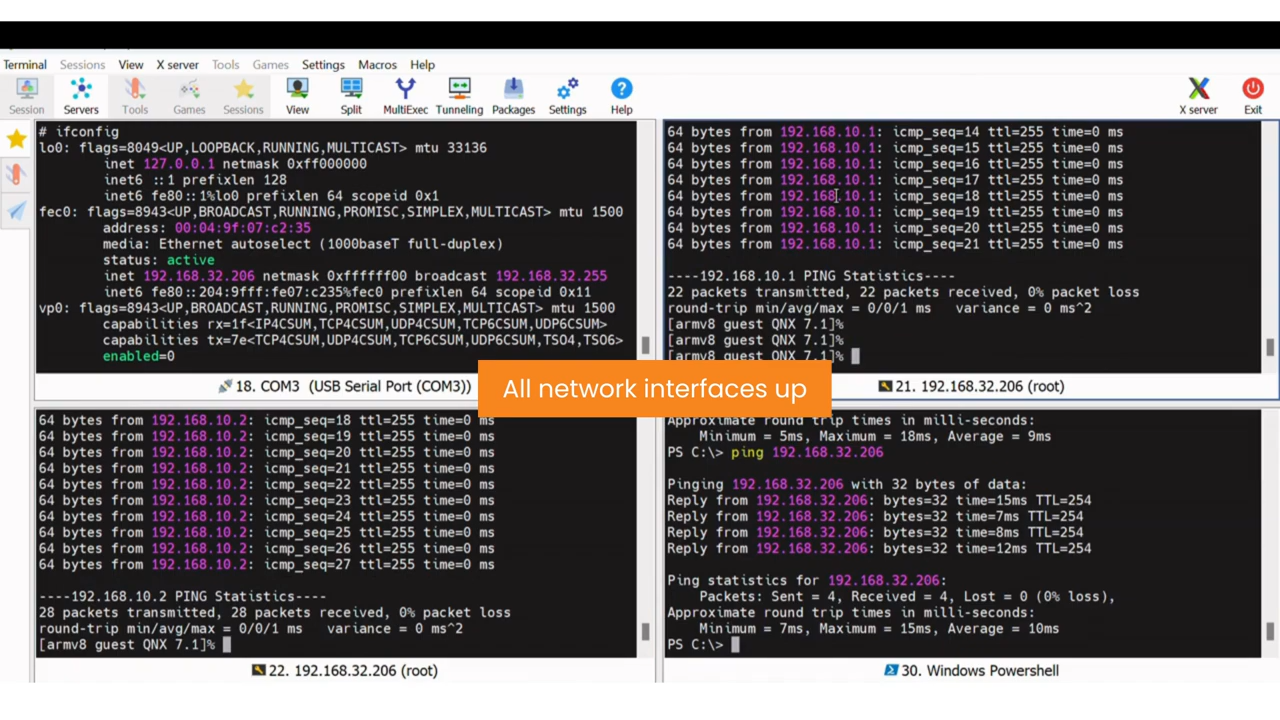 Terminal Sessions View X server Tools Games Settings Macros Help
Session Servers Tools Games Sessions View Split MultiExec Tunneling Packages Settings Help X server Exit
# ifconfig
lo0: flags=8049<UP,LOOPBACK,RUNNING,MULTICAST> mtu 33136
inet 127.0.0.1 netmask 0xff000000
inet6 ::1 prefixlen 128
inet6 fe80::1%lo0 prefixlen 64 scopeid 0x1
fec0: flags=8943<UP,BROADCAST,RUNNING,PROMISC,SIMPLEX,MULTICAST> mtu 1500
address: 00:04:9f:07:c2:35
media: Ethernet autoselect (1000baseT full-duplex)
status: active
inet 192.168.32.206 netmask 0xffffff00 broadcast 192.168.32.255
inet6 fe80::204:9fff:fe07:c235%fec0 prefixlen 64 scopeid 0x11
vp0: flags=8943<UP,BROADCAST,RUNNING,PROMISC,SIMPLEX,MULTICAST> mtu 1500
capabilities rx=1f<IP4CSUM,TCP4CSUM,UDP4CSUM,TCP6CSUM,UDP6CSUM>
capabilities tx=7e<TCP4CSUM,UDP4CSUM,TCP6CSUM,UDP6CSUM,TSO4,TSO6>
enabled=0
18. COM3 (USB Serial Port (COM3))
64 bytes from 192.168.10.1: icmp_seq=14 ttl=255 time=0 ms
64 bytes from 192.168.10.1: icmp_seq=15 ttl=255 time=0 ms
64 bytes from 192.168.10.1: icmp_seq=16 ttl=255 time=0 ms
64 bytes from 192.168.10.1: icmp_seq=17 ttl=255 time=0 ms
64 bytes from 192.168.10.1: icmp_seq=18 ttl=255 time=0 ms
64 bytes from 192.168.10.1: icmp_seq=19 ttl=255 time=0 ms
64 bytes from 192.168.10.1: icmp_seq=20 ttl=255 time=0 ms
64 bytes from 192.168.10.1: icmp_seq=21 ttl=255 time=0 ms
----192.168.10.1 PING Statistics----
22 packets transmitted, 22 packets received, 0% packet loss
round-trip min/avg/max = 0/0/1 ms variance = 0 ms^2
[armv8 guest QNX 7.1]%
[armv8 guest QNX 7.1]%
[armv8 guest QNX 7.1]%
21. 192.168.32.206 (root)
All network interfaces up
64 bytes from 192.168.10.2: icmp_seq=18 ttl=255 time=0 ms
64 bytes from 192.168.10.2: icmp_seq=19 ttl=255 time=0 ms
64 bytes from 192.168.10.2: icmp_seq=20 ttl=255 time=0 ms
64 bytes from 192.168.10.2: icmp_seq=21 ttl=255 time=0 ms
64 bytes from 192.168.10.2: icmp_seq=22 ttl=255 time=0 ms
64 bytes from 192.168.10.2: icmp_seq=23 ttl=255 time=0 ms
64 bytes from 192.168.10.2: icmp_seq=24 ttl=255 time=0 ms
64 bytes from 192.168.10.2: icmp_seq=25 ttl=255 time=0 ms
64 bytes from 192.168.10.2: icmp_seq=26 ttl=255 time=0 ms
64 bytes from 192.168.10.2: icmp_seq=27 ttl=255 time=0 ms
----192.168.10.2 PING Statistics----
28 packets transmitted, 28 packets received, 0% packet loss
round-trip min/avg/max = 0/0/1 ms variance = 0 ms^2
[armv8 guest QNX 7.1]%
22. 192.168.32.206 (root)
Approximate round trip times in milli-seconds:
Minimum = 5ms, Maximum = 18ms, Average = 9ms
PS C:\> ping 192.168.32.206
Pinging 192.168.32.206 with 32 bytes of data:
Reply from 192.168.32.206: bytes=32 time=15ms TTL=254
Reply from 192.168.32.206: bytes=32 time=7ms TTL=254
Reply from 192.168.32.206: bytes=32 time=8ms TTL=254
Reply from 192.168.32.206: bytes=32 time=12ms TTL=254
Ping statistics for 192.168.32.206:
Packets: Sent = 4, Received = 4, Lost = 0 (0% loss),
Approximate round trip times in milli-seconds:
Minimum = 7ms, Maximum = 15ms, Average = 10ms
PS C:\>
30. Windows Powershell